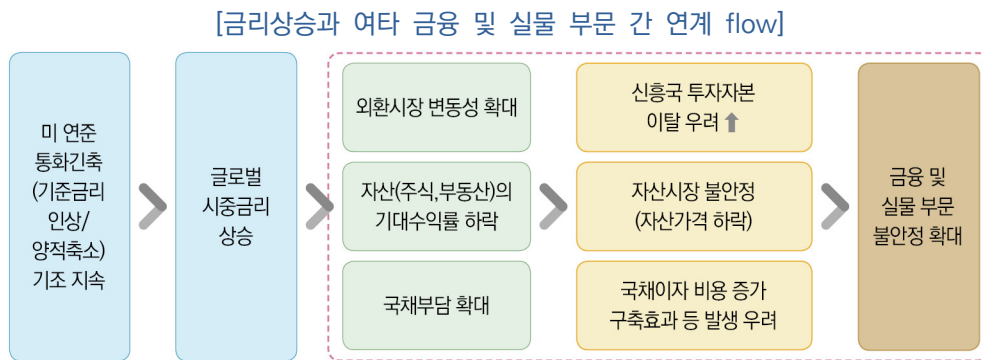 [금리상승과 여타 금융 및 실물 부문 간 연계 flow]
미 연준
통화긴축
(기준금리
인상/
양적축소)
기조 지속
글로벌
시중금리
상승
외환시장 변동성 확대
자산(주식,부동산)의
기대수익률 하락
국채부담 확대
신흥국 투자자본
이탈 우려 ⬆
자산시장 불안정
(자산가격 하락)
국채이자 비용 증가
구축효과 등 발생 우려
금융 및
실물 부문
불안정 확대